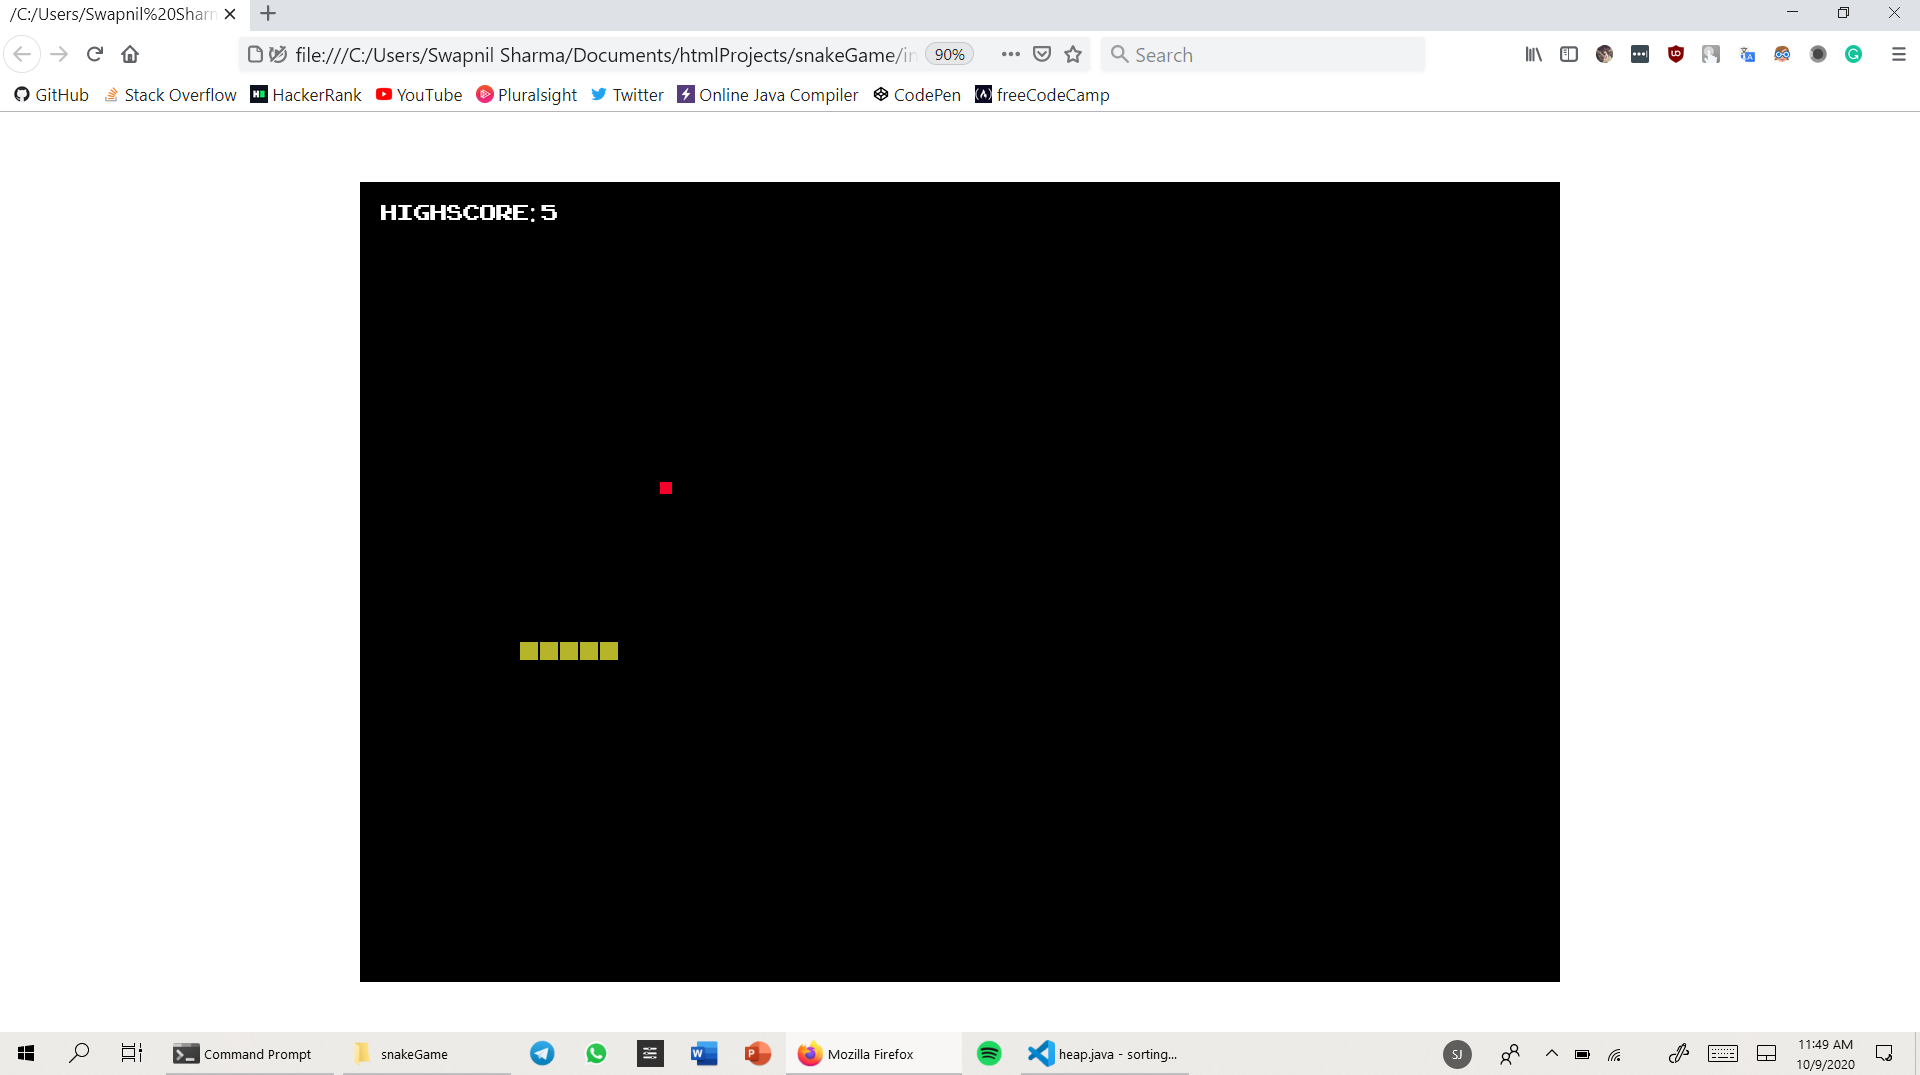 /C:/Users/Swapnil%20Sharm
file:///C:/Users/Swapnil Sharma/Documents/htmlProjects/snakeGame/in
90%
Search
GitHub
Stack Overflow
HackerRank
YouTube
Pluralsight
Twitter
Online Java Compiler
CodePen
freeCodeCamp
HIGHSCORE:5
Command Prompt
snakeGame
Mozilla Firefox
heap.java - sorting...
SJ
11:49 AM
10/9/2020